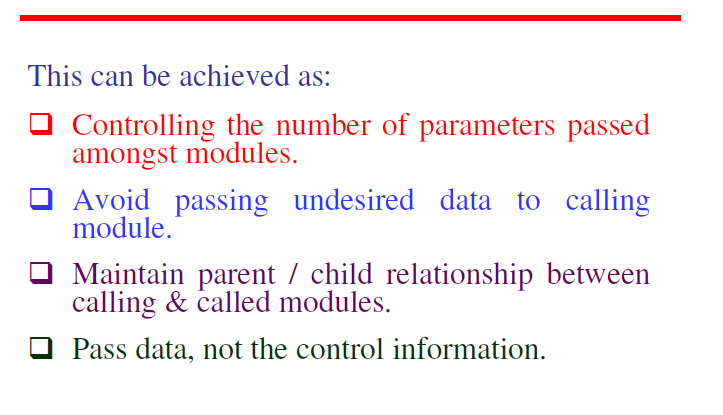 This can be achieved as:
Controlling the number of parameters passed
amongst modules.
Avoid passing undesired data to calling
module.
Maintain parent / child relationship between
calling & called modules.
Pass data, not the control information.